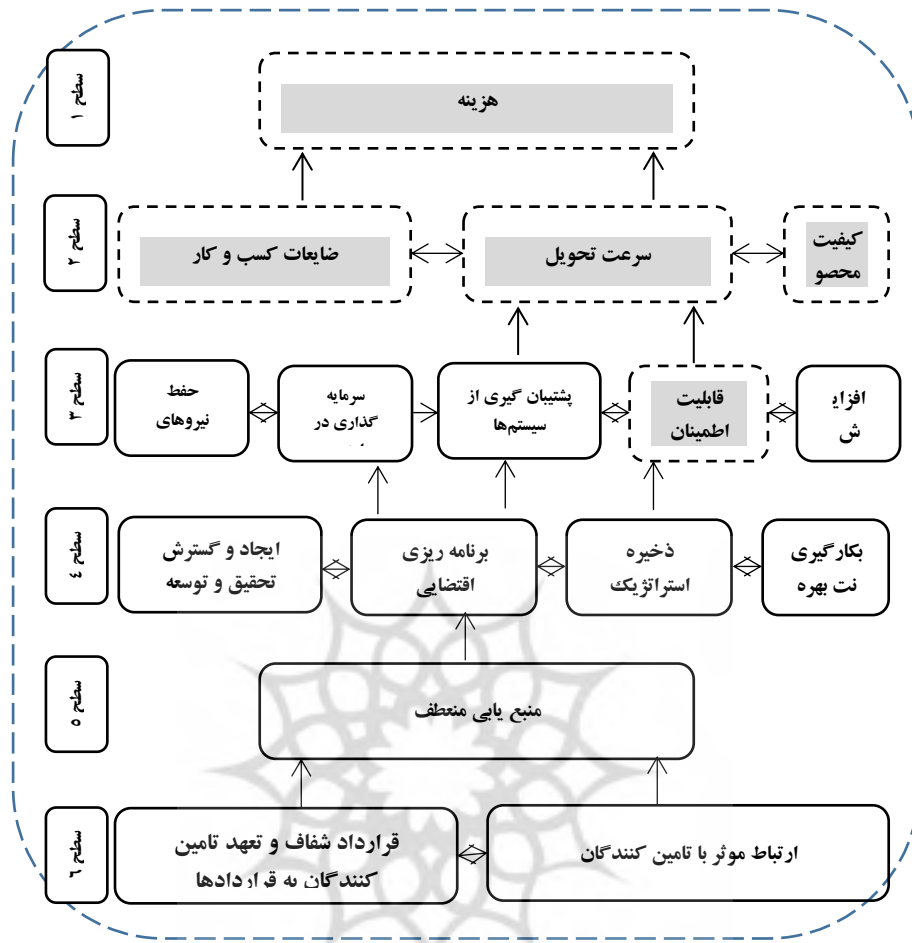 سطح ۱
هزینه
سطح ۲
کیفیت
محصو
سرعت تحویل
ضایعات کسب و کار
سطح ۳
افزای
ش
قابلیت
اطمینان
پشتیبان گیری از
سیستم‌ها
سرمایه
گذاری در
حفظ
نیروهای
سطح ٤
بکارگیری
نت بهره
ذخیره
استراتژیک
برنامه ریزی
اقتضایی
ایجاد و گسترش
تحقیق و توسعه
سطح ٥
منبع یابی منعطف
سطح ٦
ارتباط موثر با تامین کنندگان
قرارداد شفاف و تعهد تامین
کنندگان به قراردادها